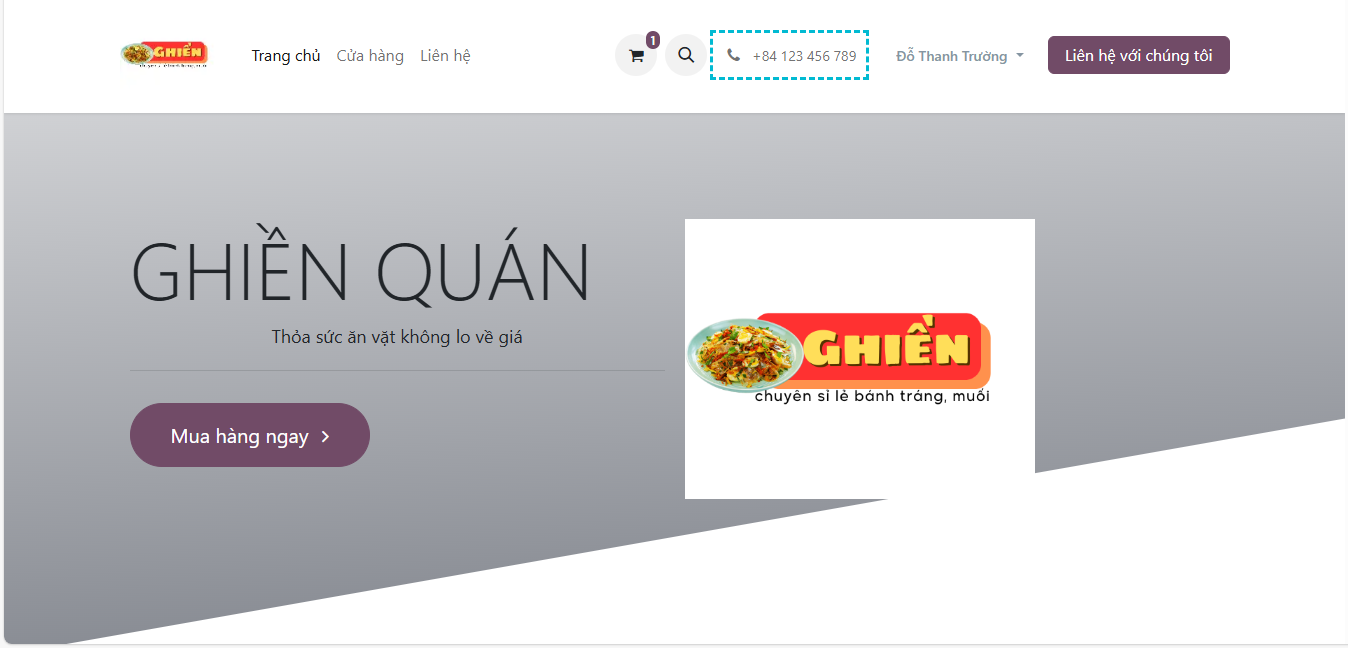 GHIỀN
Trang chủ Cửa hàng Liên hệ 1 +84 123 456 789 Đỗ Thanh Trường Liên hệ với chúng tôi
GHIỀN QUÁN
Thỏa sức ăn vặt không lo về giá
Mua hàng ngay
GHIỀN
chuyên sỉ lẻ bánh tráng, muối